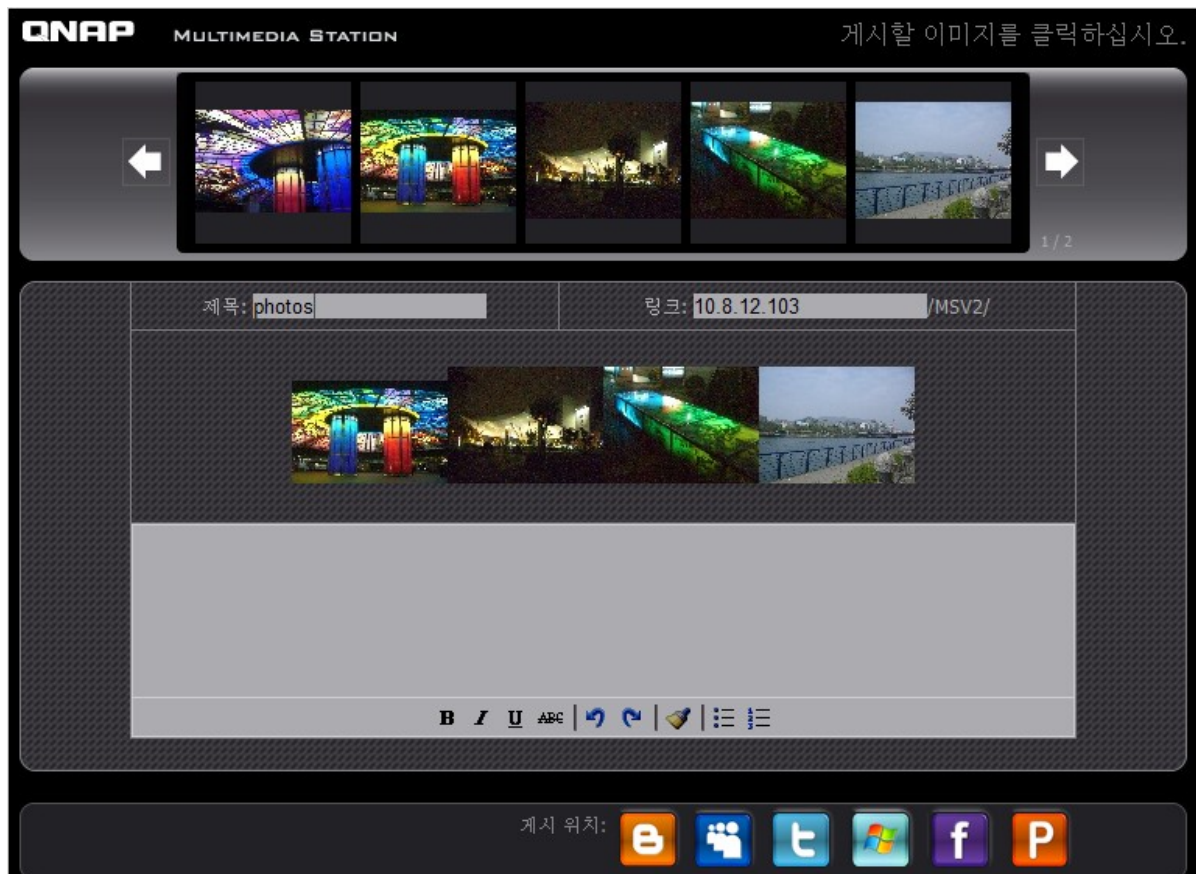 QNAP MULTIMEDIA STATION 게시할 이미지를 클릭하십시오.
1 / 2
제목: photos 링크: 10.8.12.103 /MSV2/
B I U ABC
게시 위치: